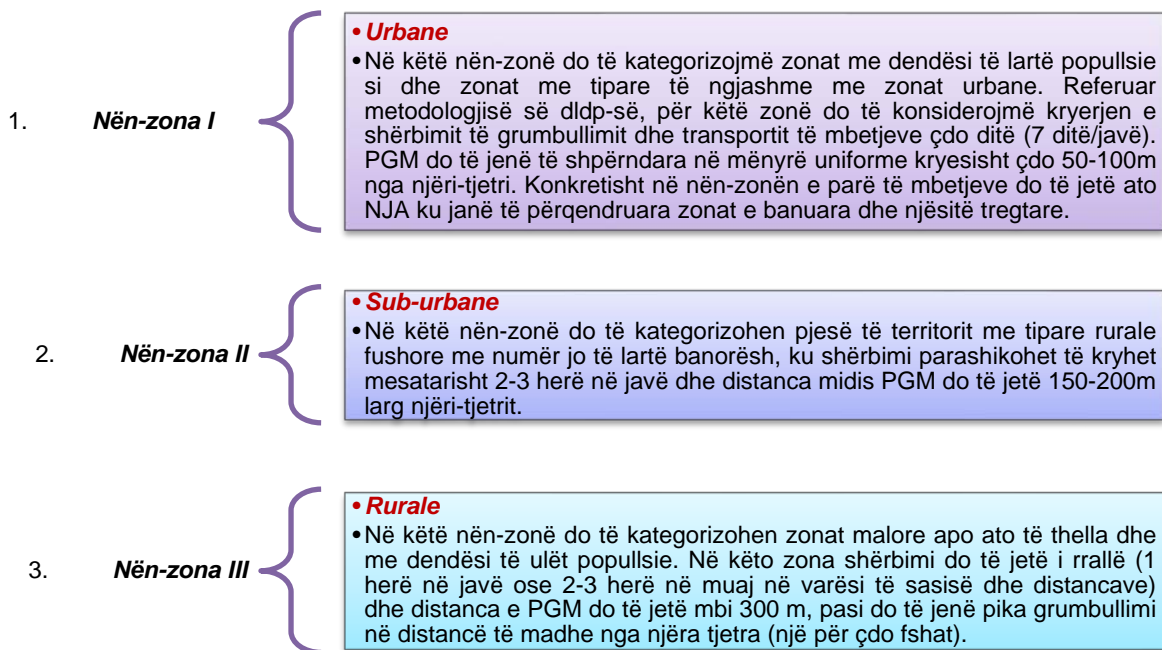 • Urbane
•Në këtë nën-zonë do të kategorizojmë zonat me dendësi të lartë popullsie
si dhe zonat me tipare të ngjashme me zonat urbane. Referuar
metodologjisë së dldp-së, për këtë zonë do të konsiderojmë kryerjen e
shërbimit të grumbullimit dhe transportit të mbetjeve çdo ditë (7 ditë/javë).
PGM do të jenë të shpërndara në mënyrë uniforme kryesisht çdo 50-100m
nga njëri-tjetri. Konkretisht në nën-zonën e parë të mbetjeve do të jetë ato
NJA ku janë të përqendruara zonat e banuara dhe njësitë tregtare.
1. Nën-zona I
• Sub-urbane
•Në këtë nën-zonë do të kategorizohen pjesë të territorit me tipare rurale
fushore me numër jo të lartë banorësh, ku shërbimi parashikohet të kryhet
mesatarisht 2-3 herë në javë dhe distanca midis PGM do të jetë 150-200m
larg njëri-tjetrit.
2. Nën-zona II
• Rurale
•Në këtë nën-zonë do të kategorizohen zonat malore apo ato të thella dhe
me dendësi të ulët popullsie. Në këto zona shërbimi do të jetë i rrallë (1
herë në javë ose 2-3 herë në muaj në varësi të sasisë dhe distancave)
dhe distanca e PGM do të jetë mbi 300 m, pasi do të jenë pika grumbullimi
në distancë të madhe nga njëra tjetra (një për çdo fshat).
3. Nën-zona III